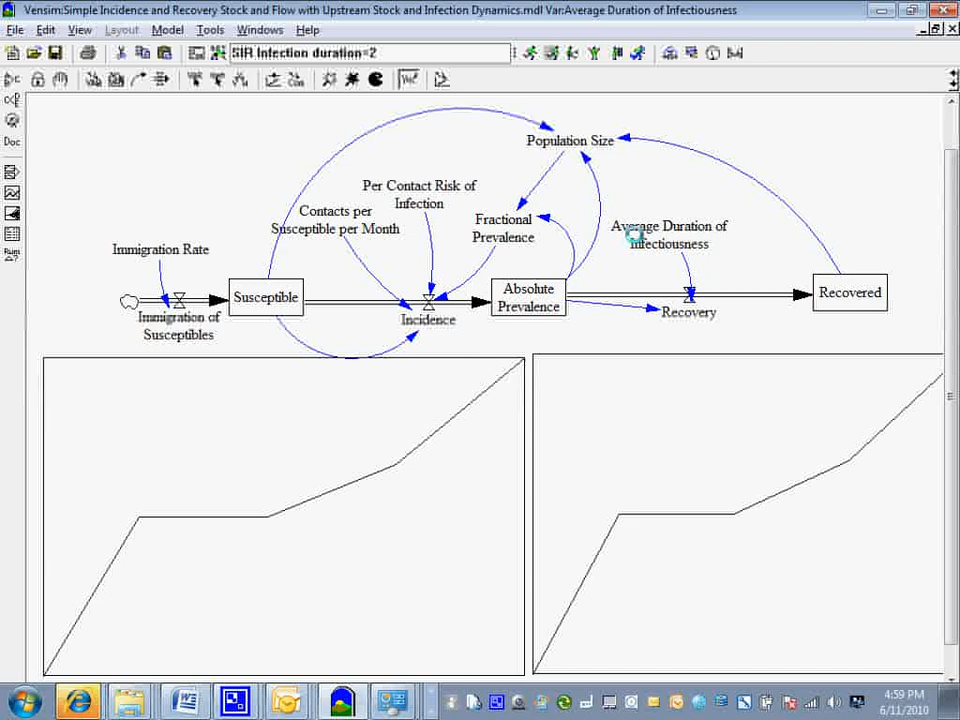 Vensim:Simple Incidence and Recovery Stock and Flow with Upstream Stock and Infection Dynamics.mdl Var:Average Duration of Infectiousness
File Edit View Layout Model Tools Windows Help
SIR Infection duration=2
Doc
Population Size
Per Contact Risk of
Infection
Contacts per
Susceptible per Month
Fractional
Prevalence
Average Duration of
Infectiousness
Immigration Rate
Susceptible
Absolute
Prevalence
Recovered
Immigration of
Susceptibles
Incidence
Recovery
4:59 PM
6/11/2010